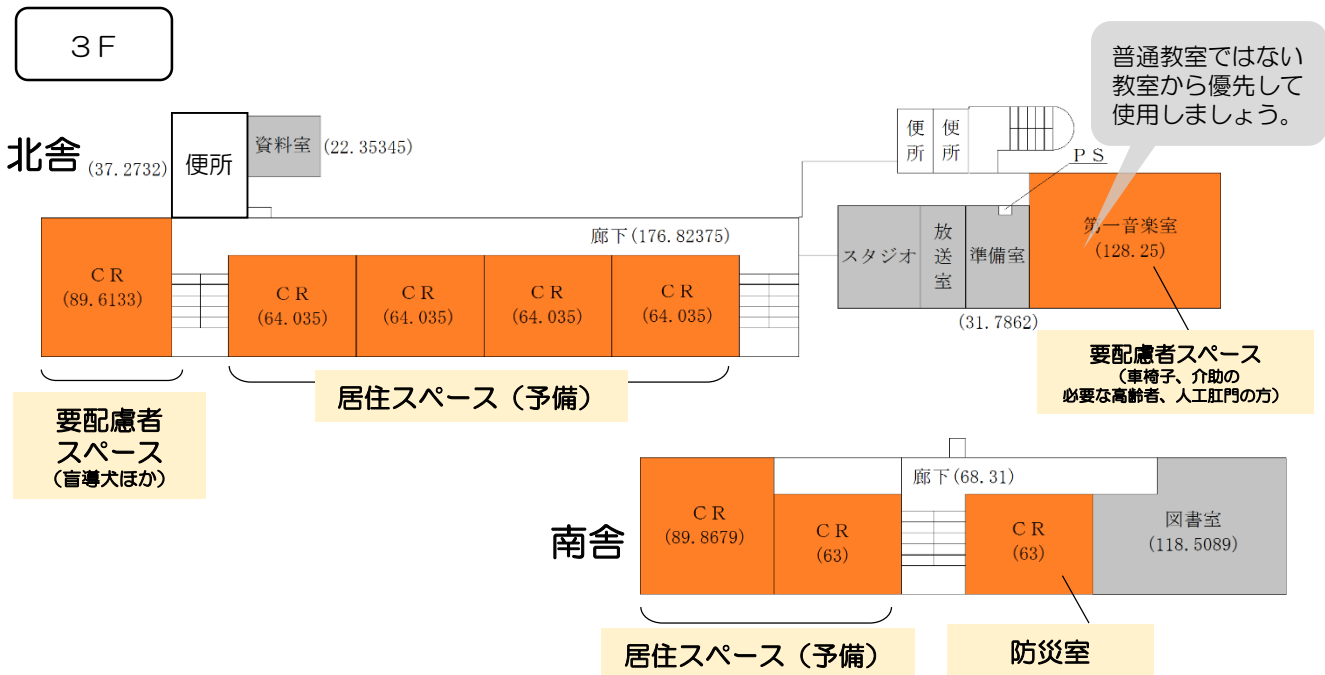 ３Ｆ
普通教室ではない
教室から優先して
使用しましょう。
北舎
(37.2732)
便所
資料室
(22.35345)
便所
便所
ＰＳ
廊下(176.82375)
ＣＲ
(89.6133)
ＣＲ
(64.035)
ＣＲ
(64.035)
ＣＲ
(64.035)
ＣＲ
(64.035)
スタジオ
放送室
準備室
(31.7862)
第一音楽室
(128.25)
要配慮者スペース
（車椅子、介助の
必要な高齢者、人工肛門の方）
居住スペース（予備）
要配慮者
スペース
（盲導犬ほか）
南舎
ＣＲ
(89.8679)
ＣＲ
(63)
廊下(68.31)
ＣＲ
(63)
図書室
(118.5089)
居住スペース（予備）
防災室